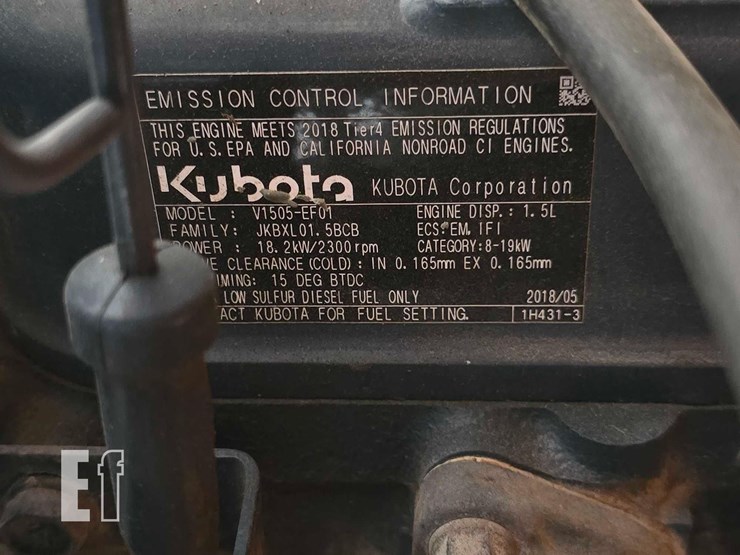 EMISSION CONTROL INFORMATION
THIS ENGINE MEETS 2018 Tier4 EMISSION REGULATIONS
FOR U.S.EPA AND CALIFORNIA NONROAD CI ENGINES.
Kubota KUBOTA Corporation
MODEL : V1505-EF01 ENGINE DISP.: 1.5L
FAMILY: JKBXL01.5BCB ECS: EM, IFI
POWER : 18.2kW/2300rpm CATEGORY:8-19kW
CLEARANCE (COLD) : IN 0.165mm EX 0.165mm
15 DEG BTDC
LOW SULFUR DIESEL FUEL ONLY 2018/05
KUBOTA FOR FUEL SETTING. 1H431-3
Ef